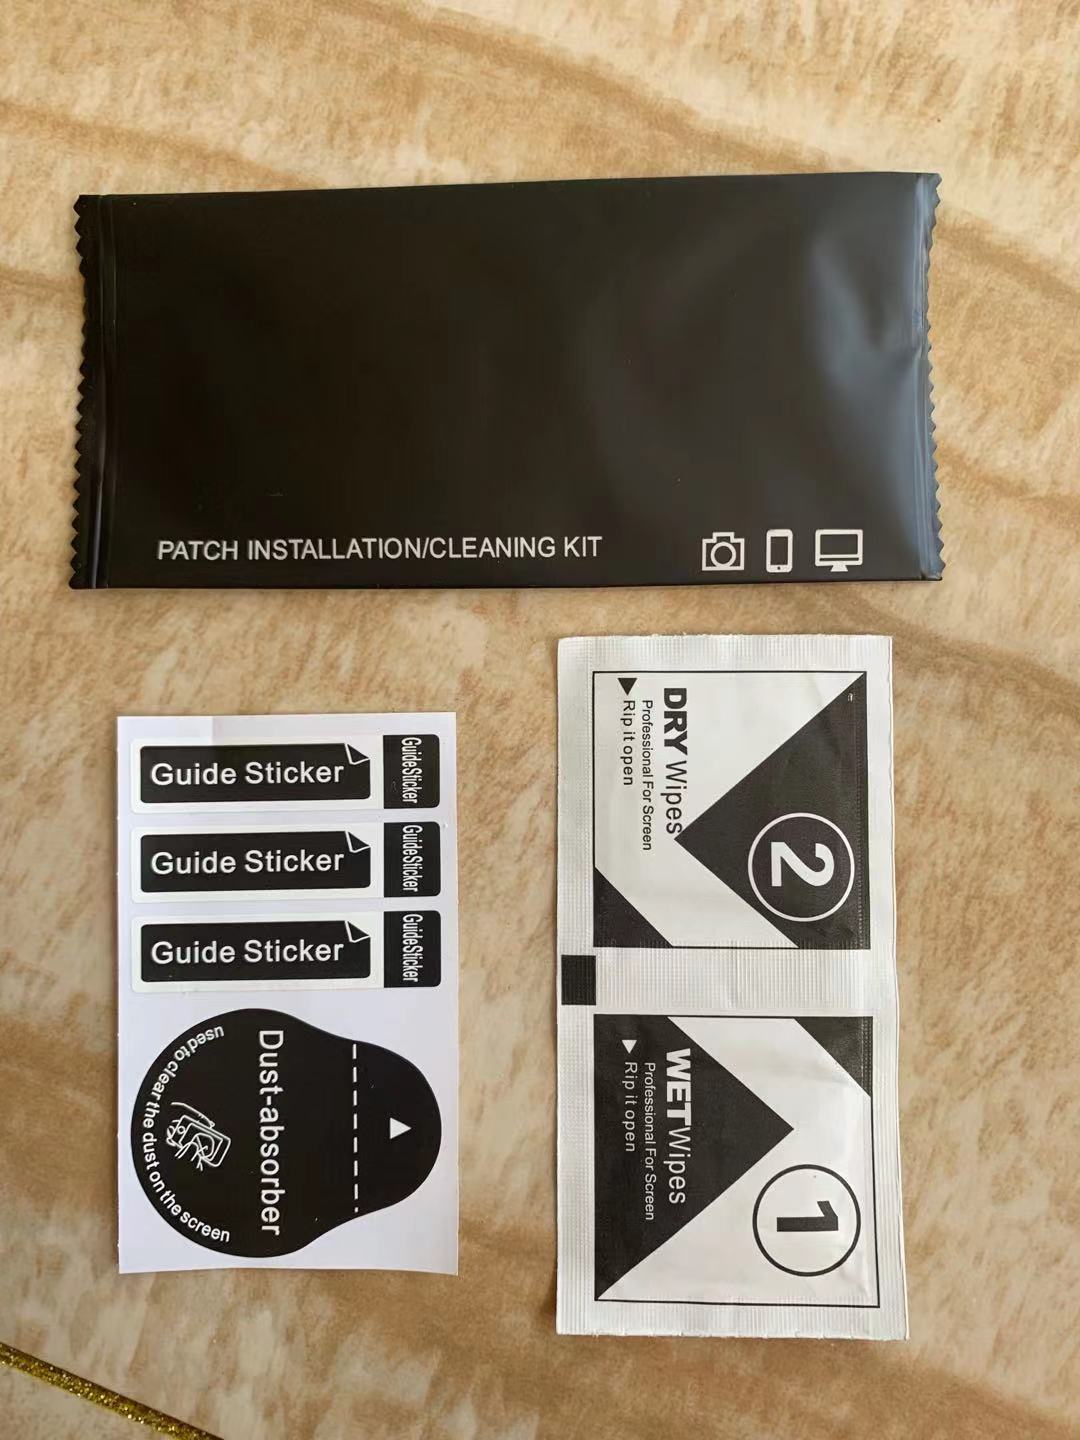 PATCH INSTALLATION/CLEANING KIT
Guide Sticker
GuideSticker
Guide Sticker
GuideSticker
Guide Sticker
GuideSticker
Dust-absorber
used to clear the dust on the screen
DRY Wipes
Professional For Screen
Rip it open
2
WET Wipes
Professional For Screen
Rip it open
1